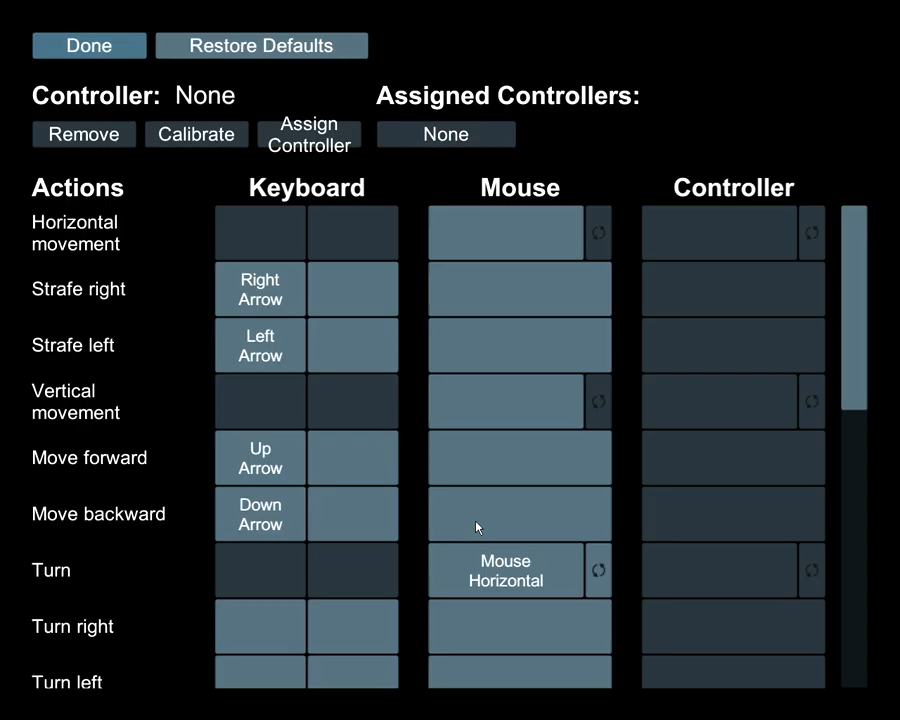 Done
Restore Defaults
Controller: None
Assigned Controllers:
Remove
Calibrate
Assign
Controller
None
Actions
Keyboard
Mouse
Controller
Horizontal
movement
Strafe right
Right
Arrow
Strafe left
Left
Arrow
Vertical
movement
Move forward
Up
Arrow
Move backward
Down
Arrow
Turn
Mouse
Horizontal
Turn right
Turn left